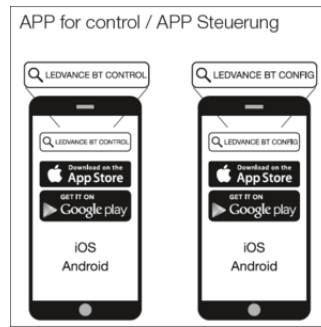 APP for control / APP Steuerung
LEDVANCE BT CONTROL
LEDVANCE BT CONTROL
Download on the
App Store
GET IT ON
Google play
iOS
Android
LEDVANCE BT CONFIG
LEDVANCE BT CONFIG
Download on the
App Store
GET IT ON
Google play
iOS
Android